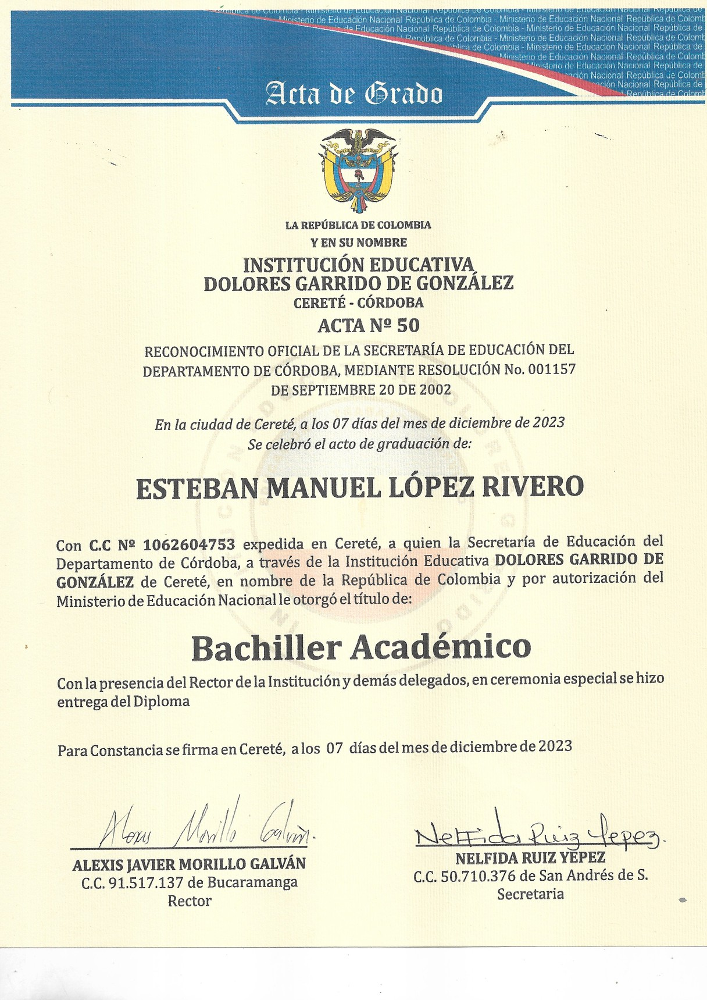 República de Colombia - Ministerio de Educación Nacional República de Colombia - Ministerio de Educación Nacional República de
Ministerio de Educación Nacional República de Colombia - Ministerio de Educación Nacional República de Colomb
de Educación Nacional República de Colombia - Ministerio de Educación Nacional República de
República de Colombia - Ministerio de Educación Nacional República de Colomb
ública de Colombia - Ministerio de Educación Nacional República de
Ministerio de Educación Nacional República de Colomb
Ministerio de Educación Nacional República de
ación Nacional República de Colomb
ación Nacional República de
República de Colomb
Acta de Grado
LA REPÚBLICA DE COLOMBIA
Y EN SU NOMBRE
INSTITUCIÓN EDUCATIVA
DOLORES GARRIDO DE GONZÁLEZ
CERETÉ - CÓRDOBA
ACTA Nº 50
RECONOCIMIENTO OFICIAL DE LA SECRETARÍA DE EDUCACIÓN DEL
DEPARTAMENTO DE CÓRDOBA, MEDIANTE RESOLUCIÓN No. 001157
DE SEPTIEMBRE 20 DE 2002
En la ciudad de Cereté, a los 07 días del mes de diciembre de 2023
Se celebró el acto de graduación de:
ESTEBAN MANUEL LÓPEZ RIVERO
Con C.C Nº 1062604753 expedida en Cereté, a quien la Secretaría de Educación del
Departamento de Córdoba, a través de la Institución Educativa DOLORES GARRIDO DE
GONZÁLEZ de Cereté, en nombre de la República de Colombia y por autorización del
Ministerio de Educación Nacional le otorgó el título de:
Bachiller Académico
Con la presencia del Rector de la Institución y demás delegados, en ceremonia especial se hizo
entrega del Diploma
Para Constancia se firma en Cereté, a los 07 días del mes de diciembre de 2023
Alexis Morillo Galván.
ALEXIS JAVIER MORILLO GALVÁN
C.C. 91.517.137 de Bucaramanga
Rector
Nelfida Ruiz Yepez.
NELFIDA RUIZ YEPEZ
C.C. 50.710.376 de San Andrés de S.
Secretaria